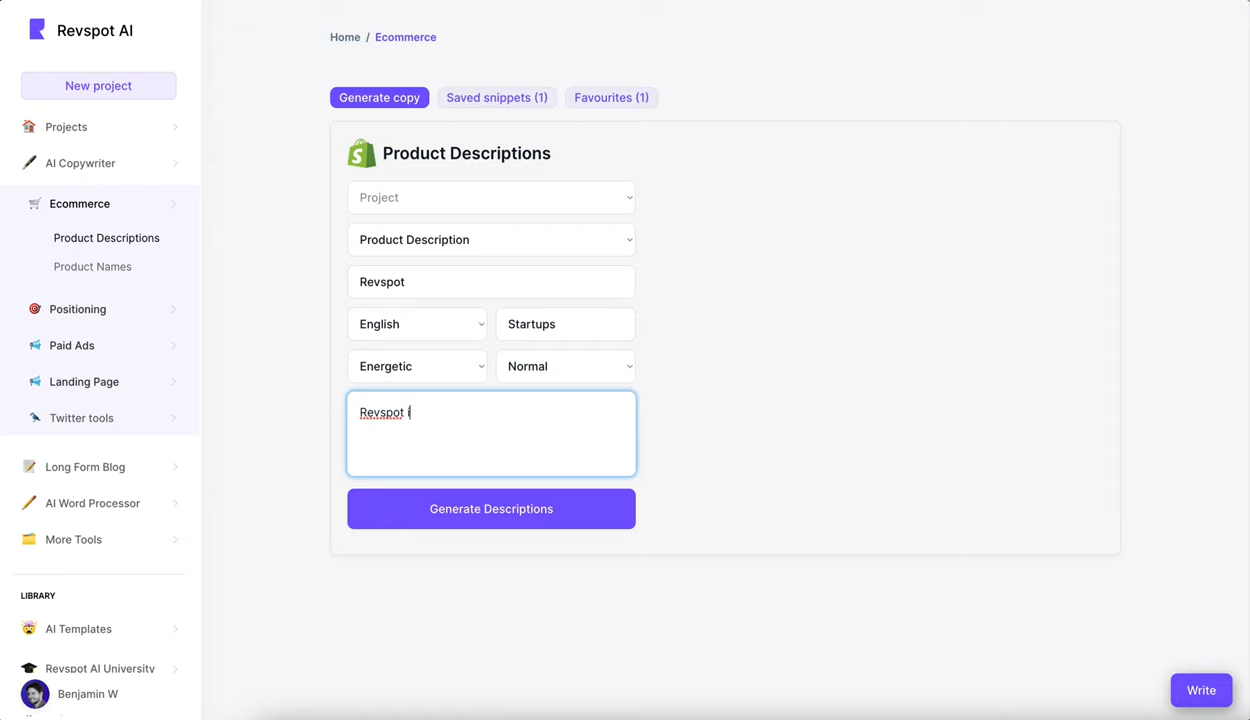 Revspot AI
New project
Projects
AI Copywriter
Ecommerce
Product Descriptions
Product Names
Positioning
Paid Ads
Landing Page
Twitter tools
Long Form Blog
AI Word Processor
More Tools
LIBRARY
AI Templates
Revspot AI University
Benjamin W
Home / Ecommerce
Generate copy Saved snippets (1) Favourites (1)
Product Descriptions
Project
Product Description
Revspot
English Startups
Energetic Normal
Revspot i
Generate Descriptions
Write